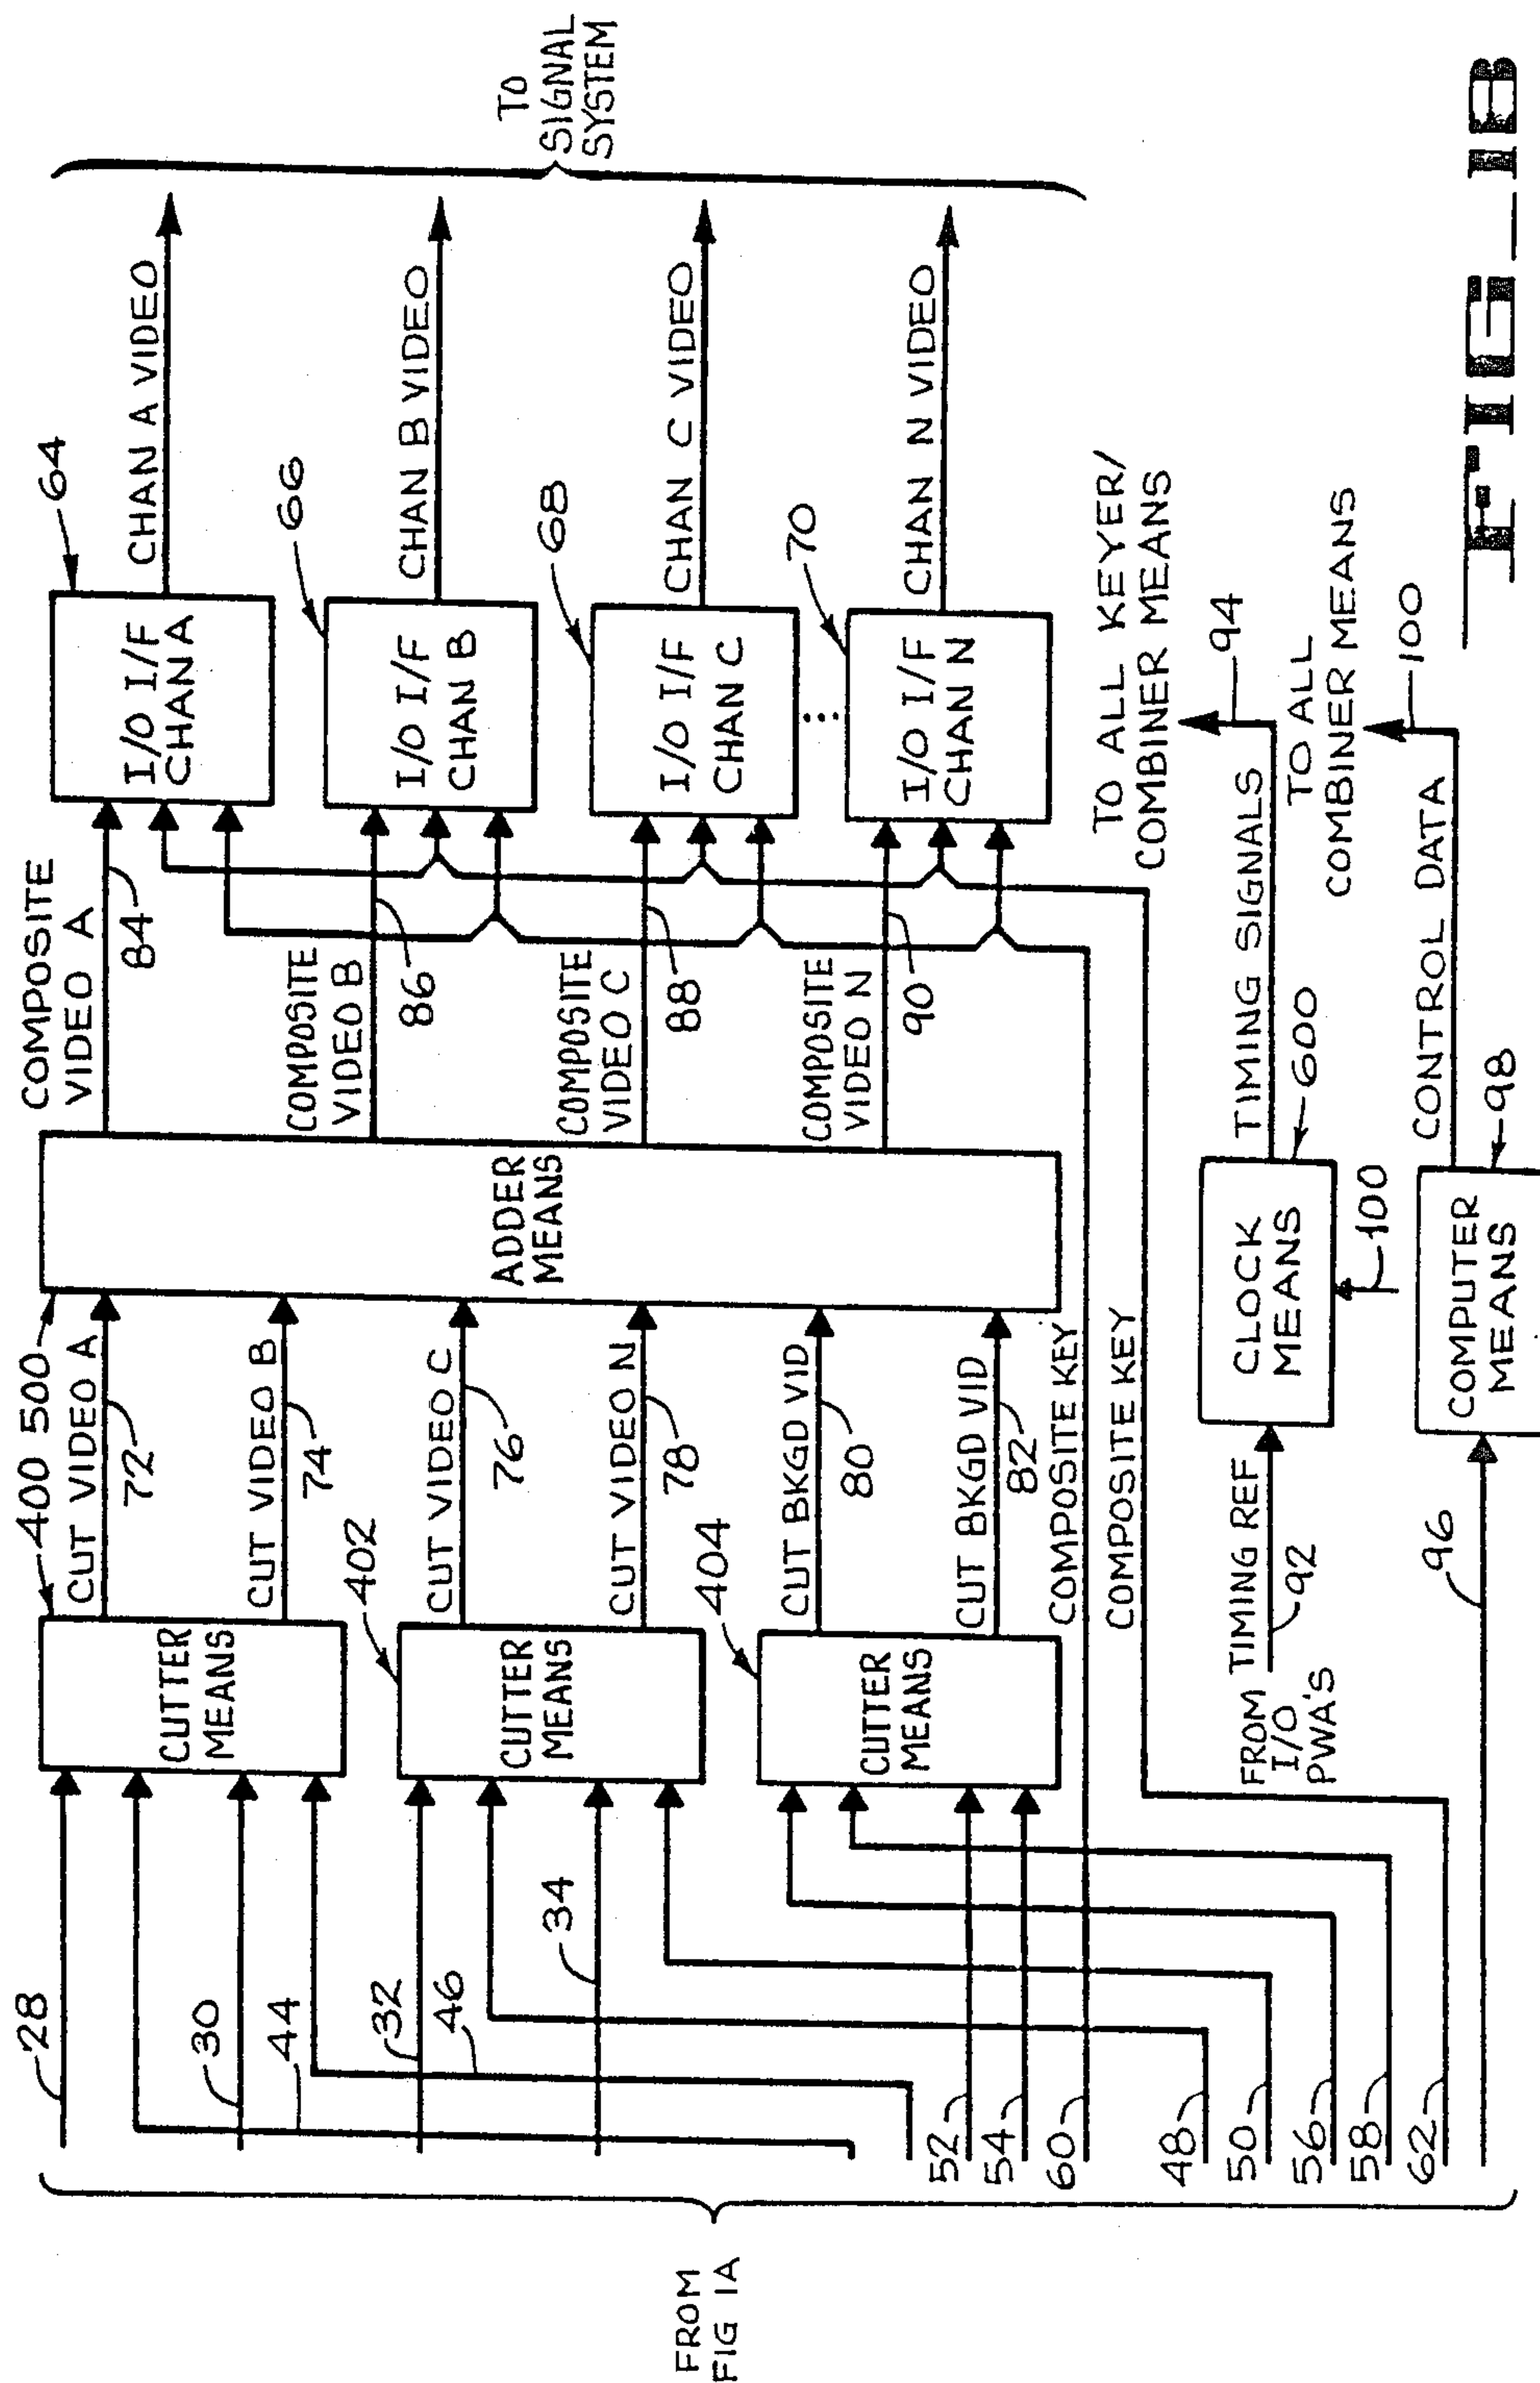 FROM
FIG 1A
28
30
44
32
46
34
52
54
60
48
50
56
58
62
96
CUTTER
MEANS
400
CUTTER
MEANS
402
CUTTER
MEANS
404
CUT VIDEO A
72
CUT VIDEO B
74
CUT VIDEO C
76
CUT VIDEO N
78
CUT BKGD VID
80
CUT BKGD VID
82
COMPOSITE KEY
COMPOSITE KEY
500
ADDER
MEANS
COMPOSITE
VIDEO A
84
COMPOSITE
VIDEO B
86
COMPOSITE
VIDEO C
88
COMPOSITE
VIDEO N
90
I/O I/F
CHAN A
64
I/O I/F
CHAN B
66
I/O I/F
CHAN C
68
I/O I/F
CHAN N
70
CHAN A VIDEO
CHAN B VIDEO
CHAN C VIDEO
CHAN N VIDEO
TO
SIGNAL
SYSTEM
FROM
I/O
PWA'S
TIMING REF
92
CLOCK
MEANS
100
600
TIMING SIGNALS
94
TO ALL KEYER/
COMBINER MEANS
COMPUTER
MEANS
98
CONTROL DATA
100
TO ALL
COMBINER MEANS
FIG_1B